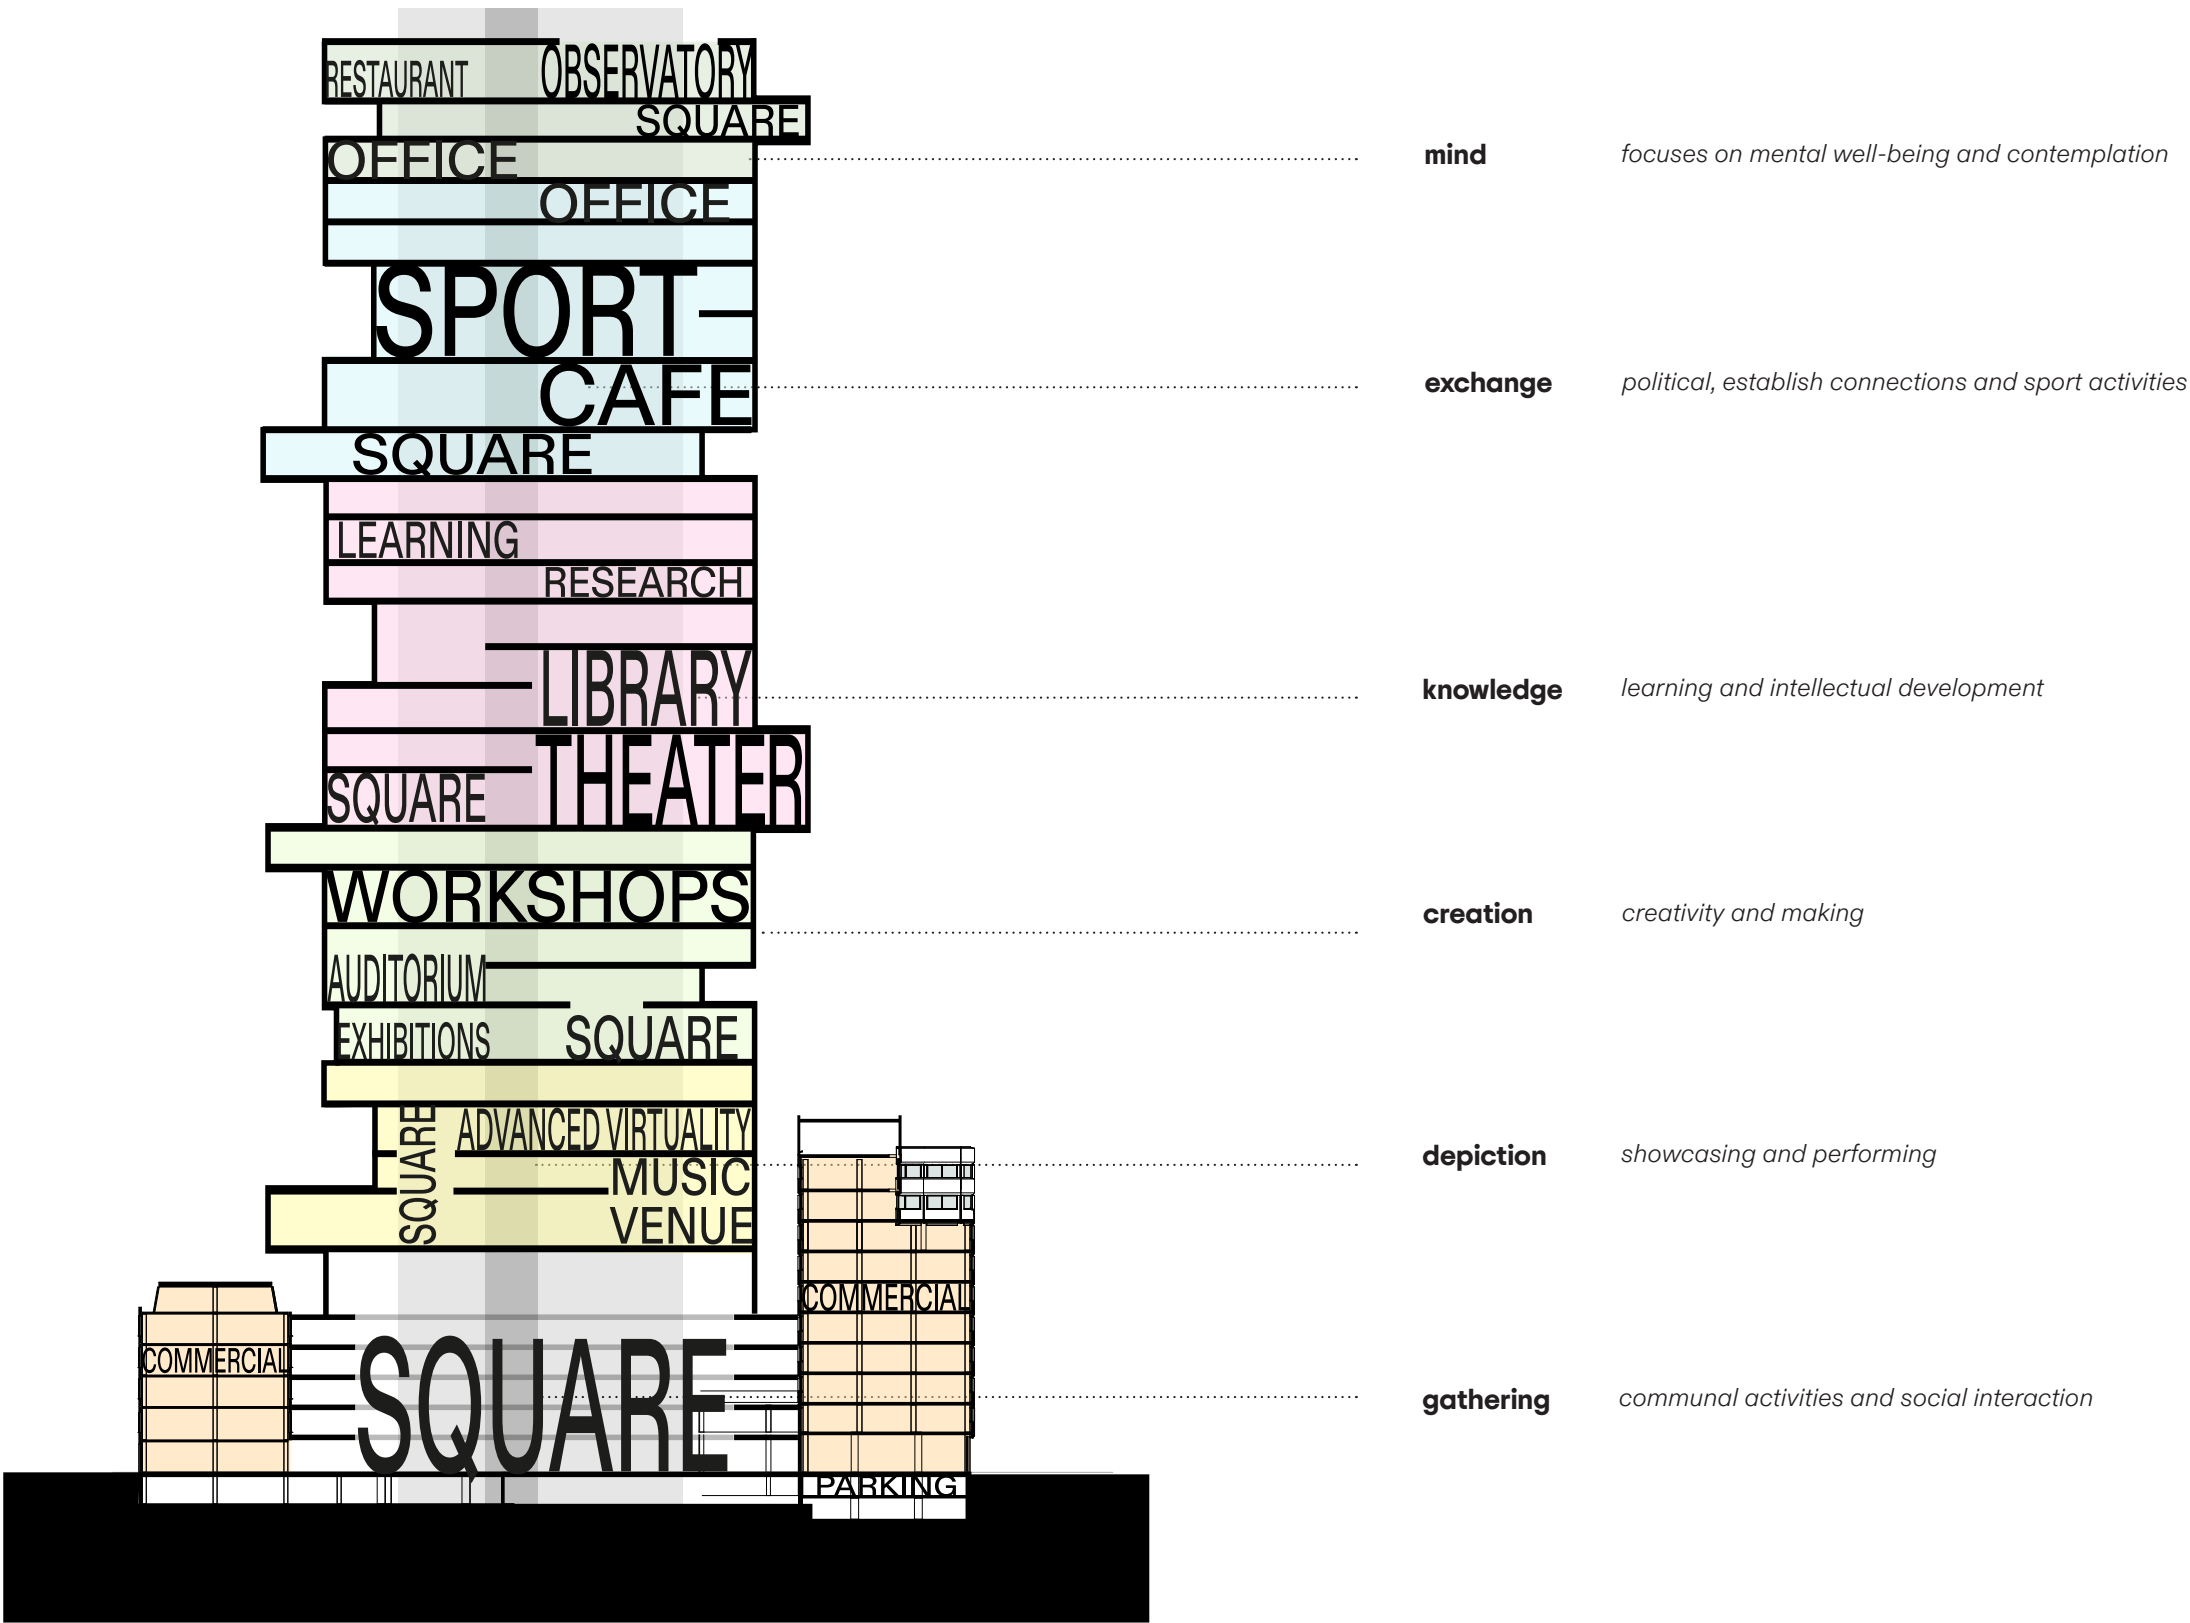 RESTAURANT OBSERVATORY
SQUARE
OFFICE
mind focuses on mental well-being and contemplation
OFFICE
SPORT
CAFE
exchange political, establish connections and sport activities
SQUARE
LEARNING
RESEARCH
LIBRARY
knowledge learning and intellectual development
THEATER
SQUARE
WORKSHOPS
creation creativity and making
AUDITORIUM
EXHIBITIONS SQUARE
SQUARE
ADVANCED VIRTUALITY
MUSIC
VENUE
depiction showcasing and performing
COMMERCIAL
COMMERCIAL
SQUARE
gathering communal activities and social interaction
PARKING